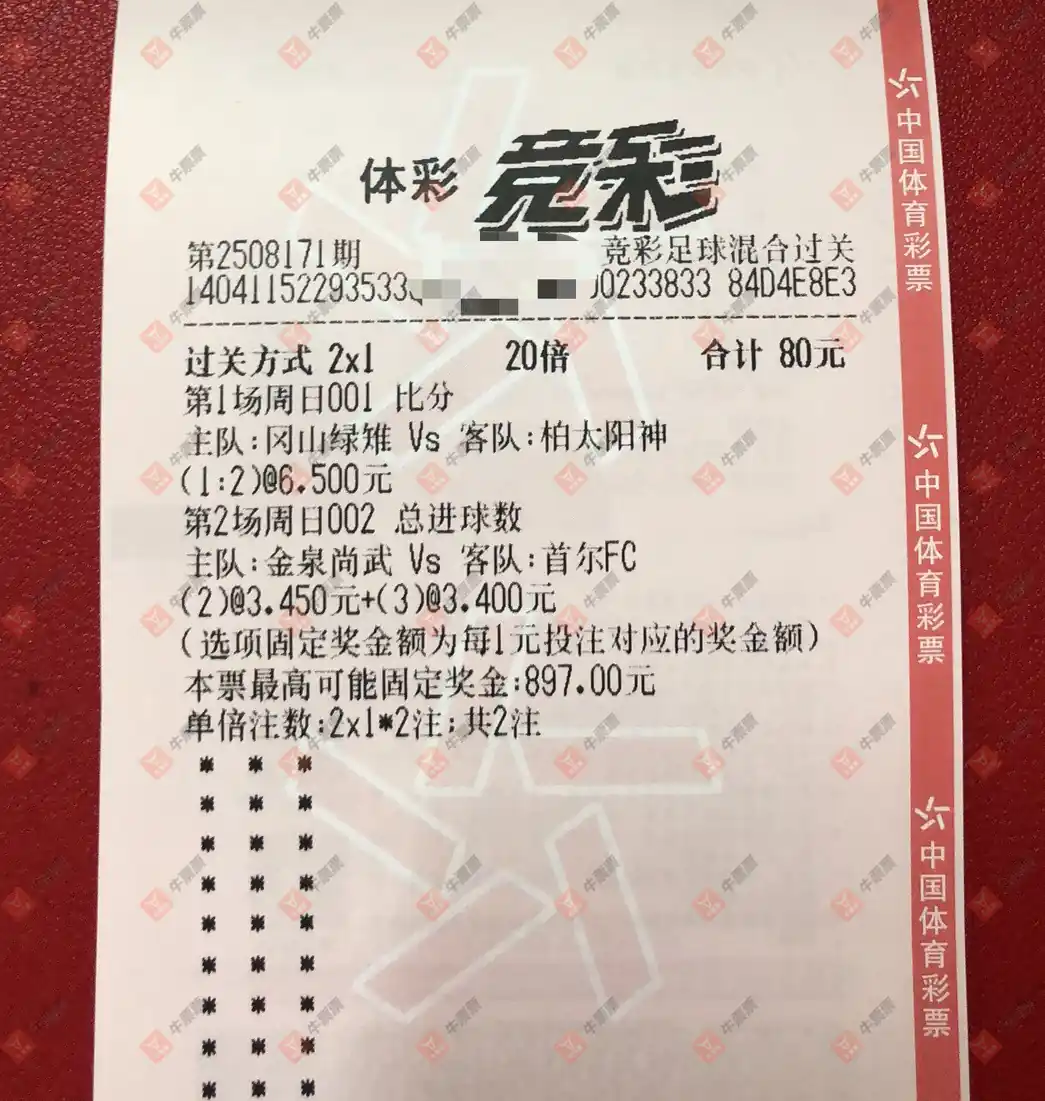 体彩 竞彩
第2508171期 竞彩足球混合过关
14041152293533 00233833 84D4E8E3
过关方式 2x1 20倍 合计 80元
第1场周日001 比分
主队:冈山绿雉 Vs 客队:柏太阳神
(1:2)@6.500元
第2场周日002 总进球数
主队:金泉尚武 Vs 客队:首尔FC
(2)@3.450元+(3)@3.400元
(选项固定奖金额为每1元投注对应的奖金额)
本票最高可能固定奖金:897.00元
单倍注数:2x1*2注;共2注
* * *
* * *
* * *
* * *
* * *
* * *
* * *
* * *
* * *
中国体育彩票
中国体育彩票
中国体育彩票
牛票票